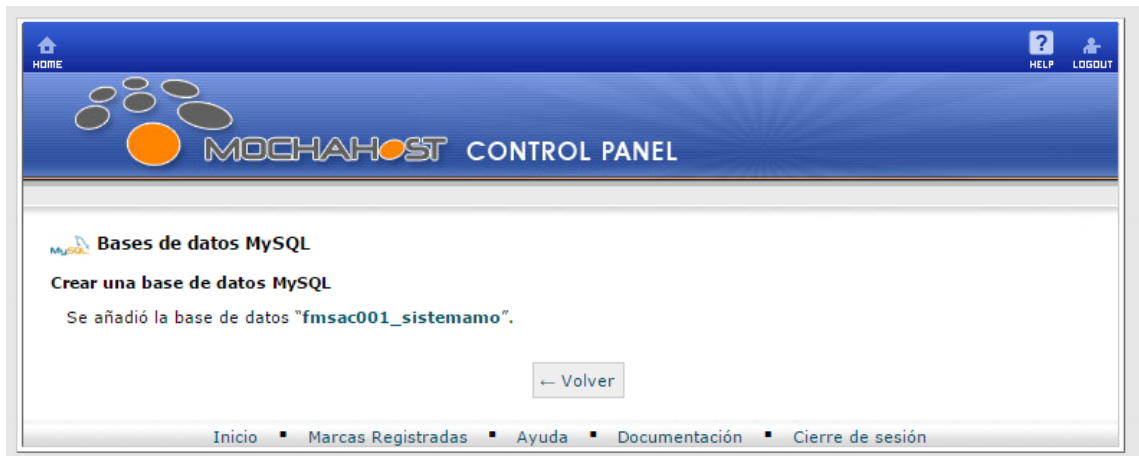 HOME
?
HELP LOGOUT
MOCHAHOST CONTROL PANEL
MySQL Bases de datos MySQL
Crear una base de datos MySQL
Se añadió la base de datos "fmsac001_sistemamo".
← Volver
Inicio ▪ Marcas Registradas ▪ Ayuda ▪ Documentación ▪ Cierre de sesión